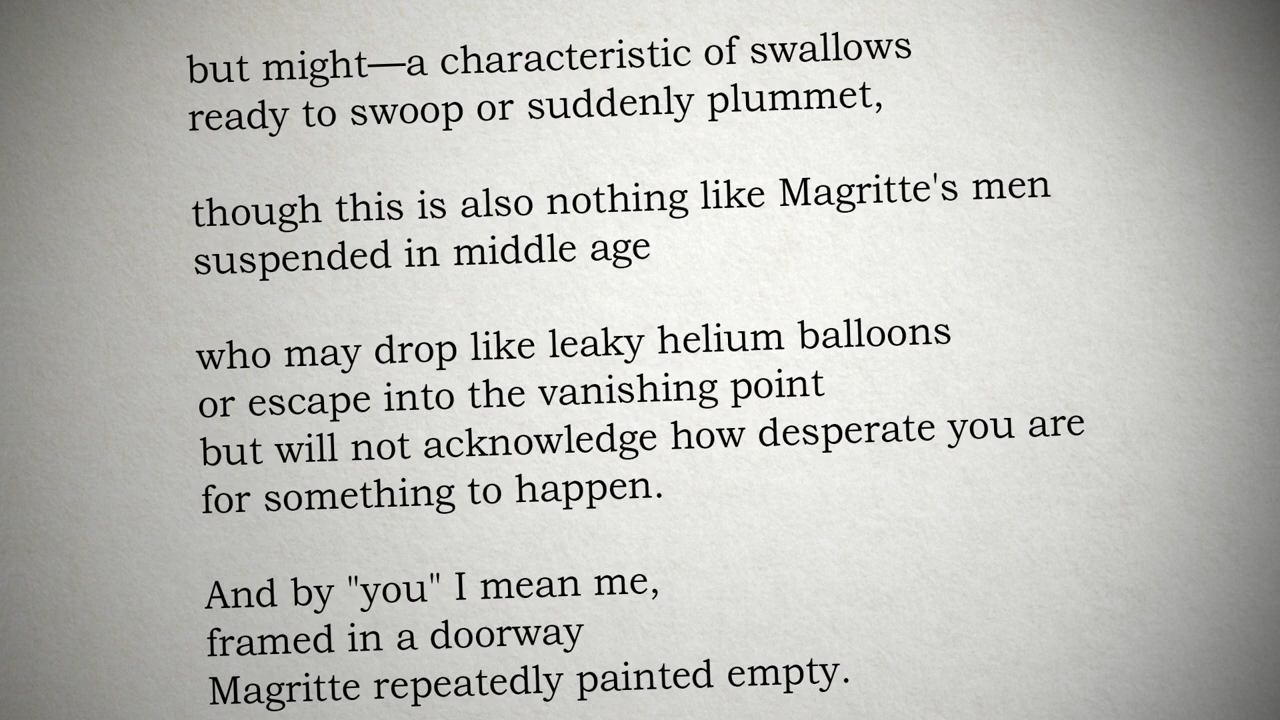 but might—a characteristic of swallows
ready to swoop or suddenly plummet,
though this is also nothing like Magritte's men
suspended in middle age
who may drop like leaky helium balloons
or escape into the vanishing point
but will not acknowledge how desperate you are
for something to happen.
And by "you" I mean me,
framed in a doorway
Magritte repeatedly painted empty.